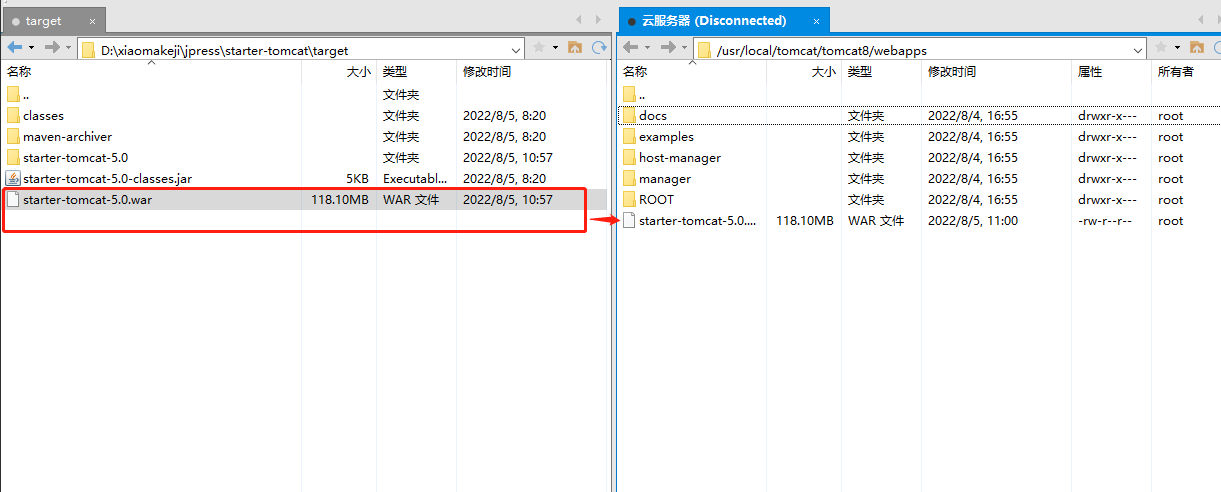 target ×
D:\xiaomakeji\jpress\starter-tomcat\target
名称 大小 类型 修改时间
.. 文件夹
classes 文件夹 2022/8/5, 8:20
maven-archiver 文件夹 2022/8/5, 8:20
starter-tomcat-5.0 文件夹 2022/8/5, 10:57
starter-tomcat-5.0-classes.jar 5KB Executabl... 2022/8/5, 8:20
starter-tomcat-5.0.war 118.10MB WAR 文件 2022/8/5, 10:57
云服务器 (Disconnected) ×
/usr/local/tomcat/tomcat8/webapps
名称 大小 类型 修改时间 属性 所有者
..
docs 文件夹 2022/8/4, 16:55 drwxr-x--- root
examples 文件夹 2022/8/4, 16:55 drwxr-x--- root
host-manager 文件夹 2022/8/4, 16:55 drwxr-x--- root
manager 文件夹 2022/8/4, 16:55 drwxr-x--- root
ROOT 文件夹 2022/8/4, 16:55 drwxr-x--- root
starter-tomcat-5.0.... 118.10MB WAR 文件 2022/8/5, 11:00 -rw-r--r-- root